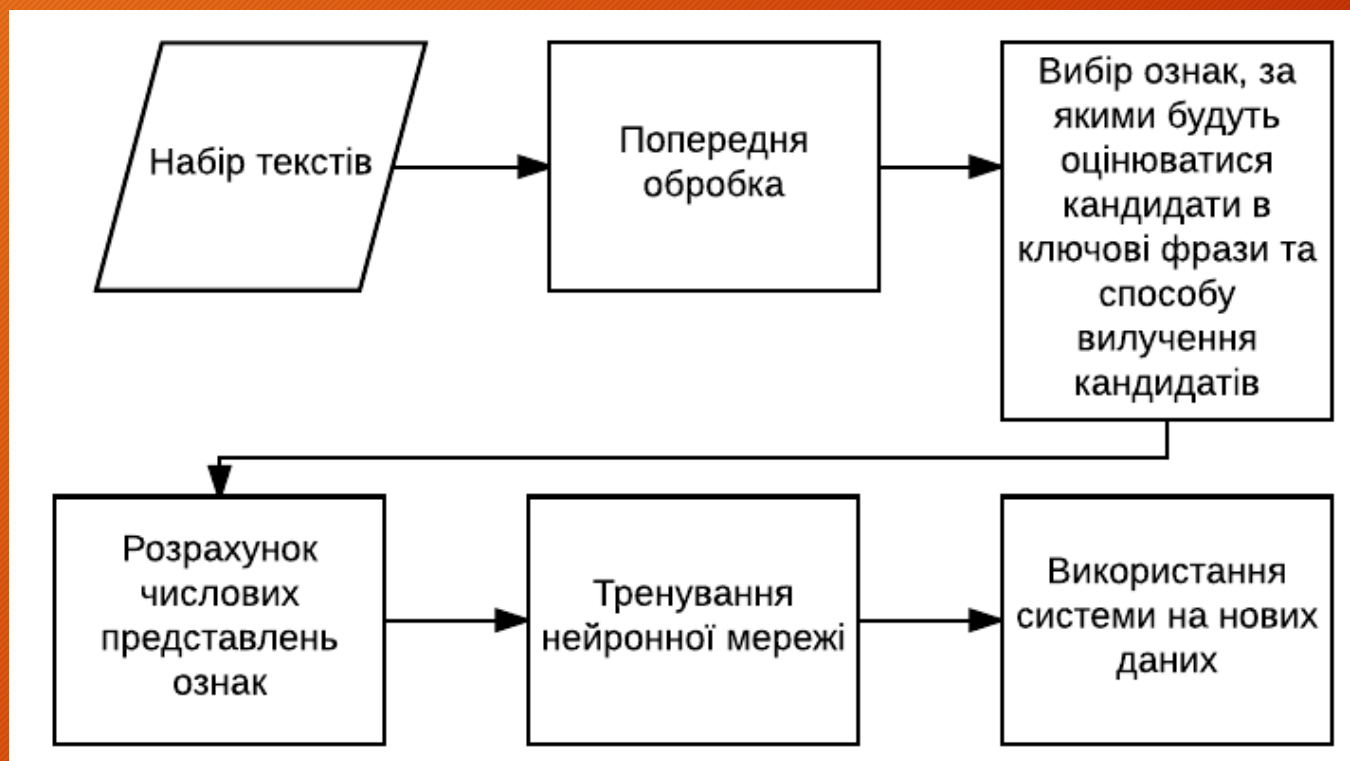 Набір текстів
Попередня
обробка
Вибір ознак, за
якими будуть
оцінюватися
кандидати в
ключові фрази та
способу
вилучення
кандидатів
Розрахунок
числових
представлень
ознак
Тренування
нейронної мережі
Використання
системи на нових
даних